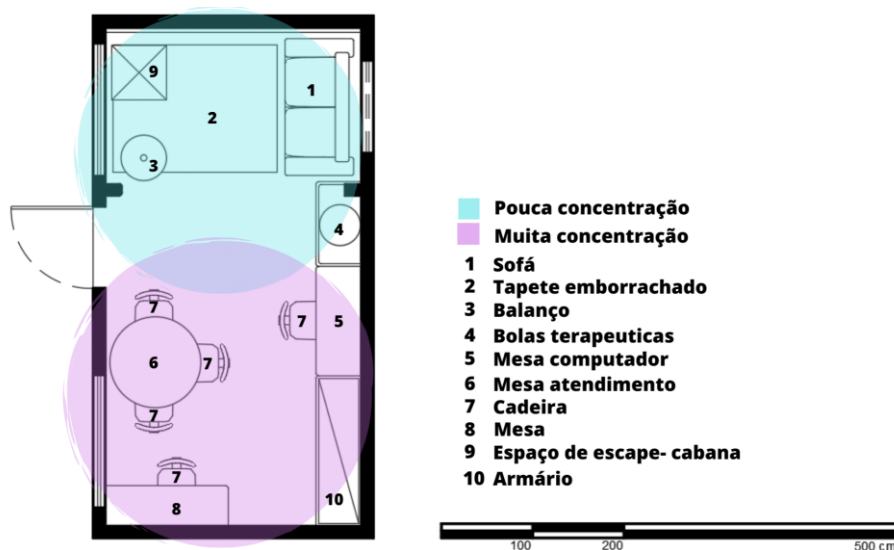 9
1
2
3
4
7
7
5
6
7
7
7
8
10
Pouca concentração
Muita concentração
1 Sofá
2 Tapete emborrachado
3 Balanço
4 Bolas terapeuticas
5 Mesa computador
6 Mesa atendimento
7 Cadeira
8 Mesa
9 Espaço de escape- cabana
10 Armário
100 200 500 cm